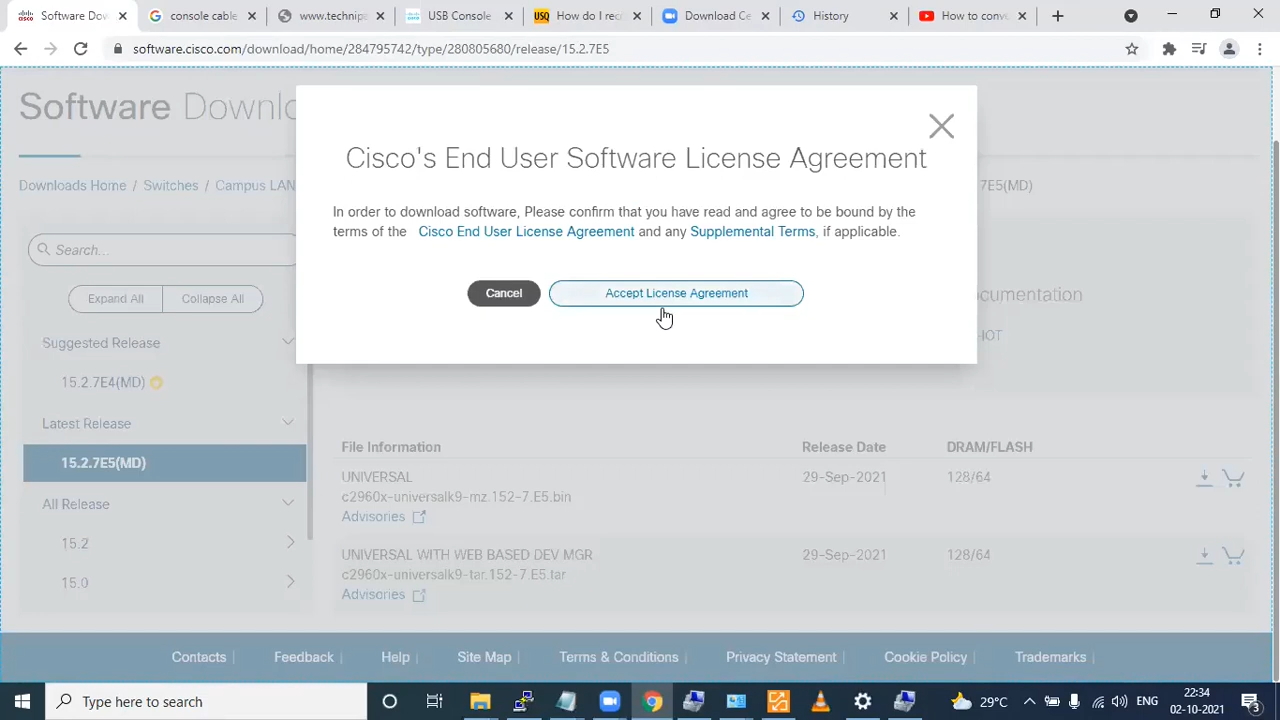 Software Dov
console cable
www.technipe
USB Console
USQ
How do I rec
Download Ce
History
How to conv
software.cisco.com/download/home/284795742/type/280805680/release/15.2.7E5
Software Downlo
Cisco's End User Software License Agreement
In order to download software, Please confirm that you have read and agree to be bound by the
terms of the Cisco End User License Agreement and any Supplemental Terms, if applicable.
Cancel
Accept License Agreement
Downloads Home / Switches / Campus LAN
7E5(MD)
Search...
Expand All
Collapse All
ocumentation
HOT
Suggested Release
15.2.7E4(MD)
Latest Release
15.2.7E5(MD)
All Release
15.2
15.0
File Information
Release Date
DRAM/FLASH
UNIVERSAL
29-Sep-2021
128/64
c2960x-universalk9-mz.152-7.E5.bin
Advisories
UNIVERSAL WITH WEB BASED DEV MGR
29-Sep-2021
128/64
c2960x-universalk9-tar.152-7.E5.tar
Advisories
Contacts | Feedback | Help | Site Map | Terms & Conditions | Privacy Statement | Cookie Policy | Trademarks |
Type here to search
29°C
ENG
22:34
02-10-2021
3